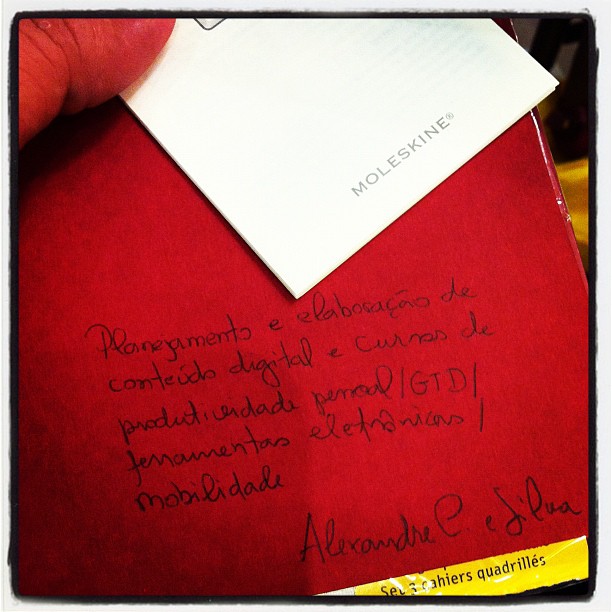 MOLESKINE®
Planejamento e elaboração de
conteúdo digital e cursos de
produtividade pessoal/GTD/
ferramentas eletrônicas/
mobilidade
Alexandre C. e Silva
Set 3 cahiers quadrillés